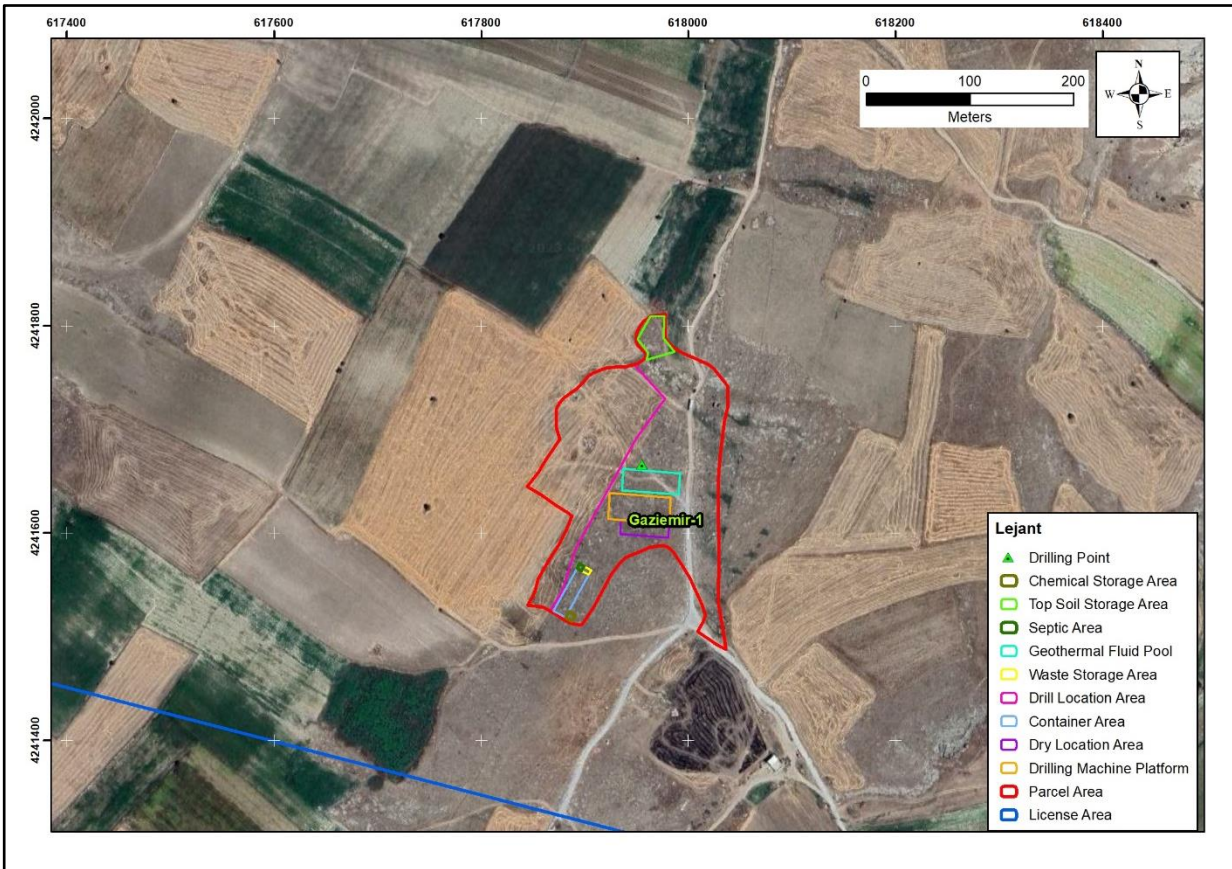 617400 617600 617800 618000 618200 618400
4242000
4241800
4241600
4241400
0 100 200
Meters
N
W E
S
Gaziemir-1
Lejant
Drilling Point
Chemical Storage Area
Top Soil Storage Area
Septic Area
Geothermal Fluid Pool
Waste Storage Area
Drill Location Area
Container Area
Dry Location Area
Drilling Machine Platform
Parcel Area
License Area